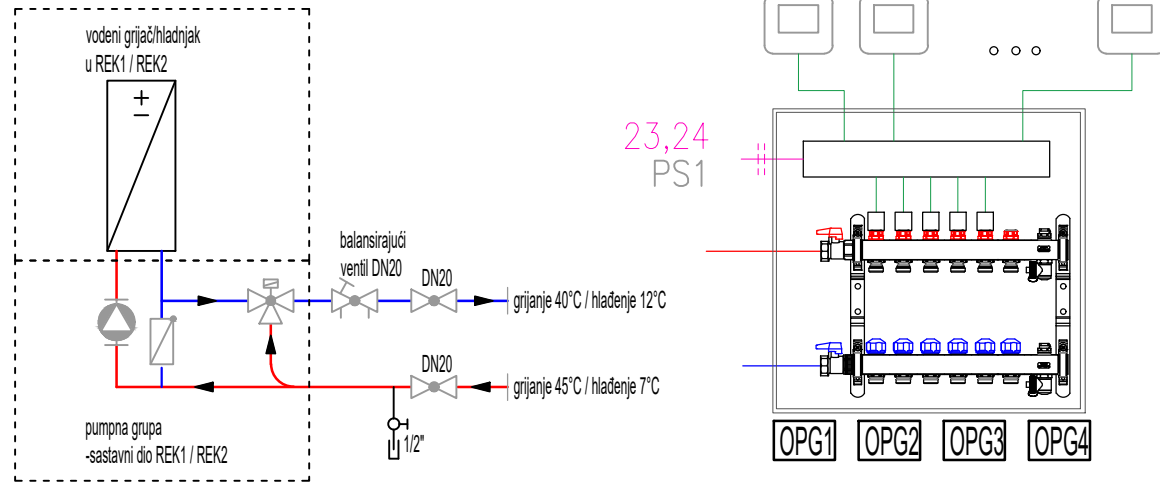 vodeni grijač/hladnjak
u REK1 / REK2
balansirajući
ventil DN20
DN20
grijanje 40°C / hlađenje 12°C
DN20
grijanje 45°C / hlađenje 7°C
1/2"
pumpna grupa
-sastavni dio REK1 / REK2
23,24
PS1
OPG1
OPG2
OPG3
OPG4